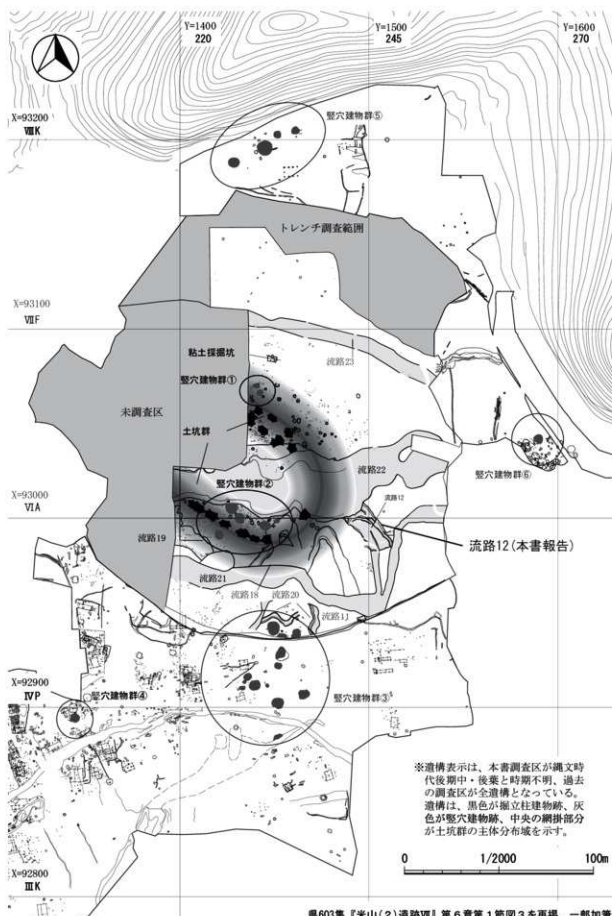 Y=1400
220
Y=1500
245
Y=1600
270
X=93200
ⅧK
竪穴建物群⑤
トレンチ調査範囲
X=93100
ⅦF
粘土採掘坑
流路23
竪穴建物群①
未調査区
土坑群
流路22
竪穴建物群②
竪穴建物群⑥
流路12
X=93000
ⅥA
流路12(本書報告)
流路19
流路21
流路18
流路20
流路11
X=92900
ⅣP
竪穴建物群④
竪穴建物群③
※遺構表示は、本書調査区が縄文時
代後期中・後葉と時期不明、過去
の調査区が全遺構となっている。
遺構は、黒色が掘立柱建物跡、灰
色が竪穴建物跡、中央の網掛部分
が土坑群の主体分布域を示す。
0
1/2000
100m
X=92800
ⅢK
県603集『米山(2)遺跡Ⅶ』第6章第1節図3を再掲、一部加筆